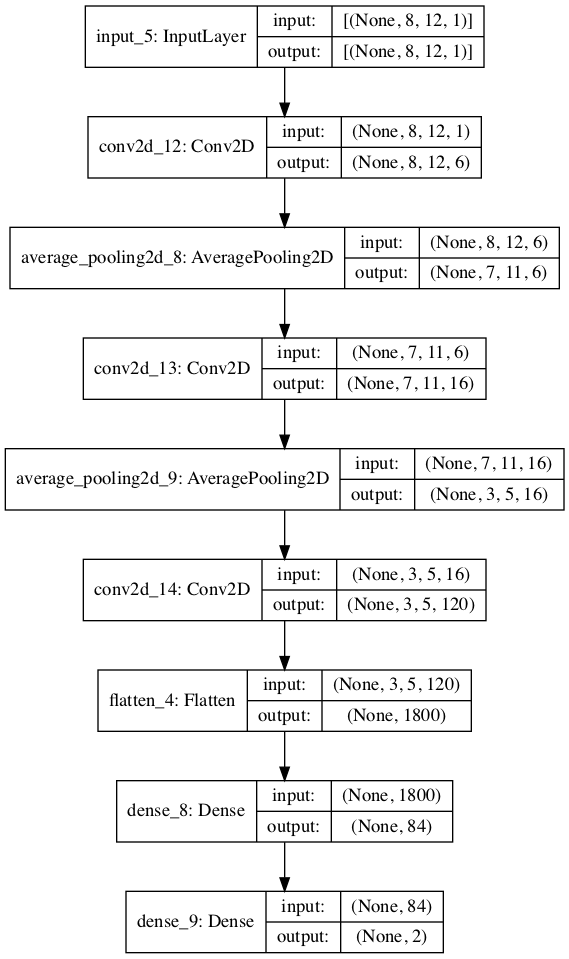 input_5: InputLayer
input:
[(None, 8, 12, 1)]
output:
[(None, 8, 12, 1)]
conv2d_12: Conv2D
input:
(None, 8, 12, 1)
output:
(None, 8, 12, 6)
average_pooling2d_8: AveragePooling2D
input:
(None, 8, 12, 6)
output:
(None, 7, 11, 6)
conv2d_13: Conv2D
input:
(None, 7, 11, 6)
output:
(None, 7, 11, 16)
average_pooling2d_9: AveragePooling2D
input:
(None, 7, 11, 16)
output:
(None, 3, 5, 16)
conv2d_14: Conv2D
input:
(None, 3, 5, 16)
output:
(None, 3, 5, 120)
flatten_4: Flatten
input:
(None, 3, 5, 120)
output:
(None, 1800)
dense_8: Dense
input:
(None, 1800)
output:
(None, 84)
dense_9: Dense
input:
(None, 84)
output:
(None, 2)